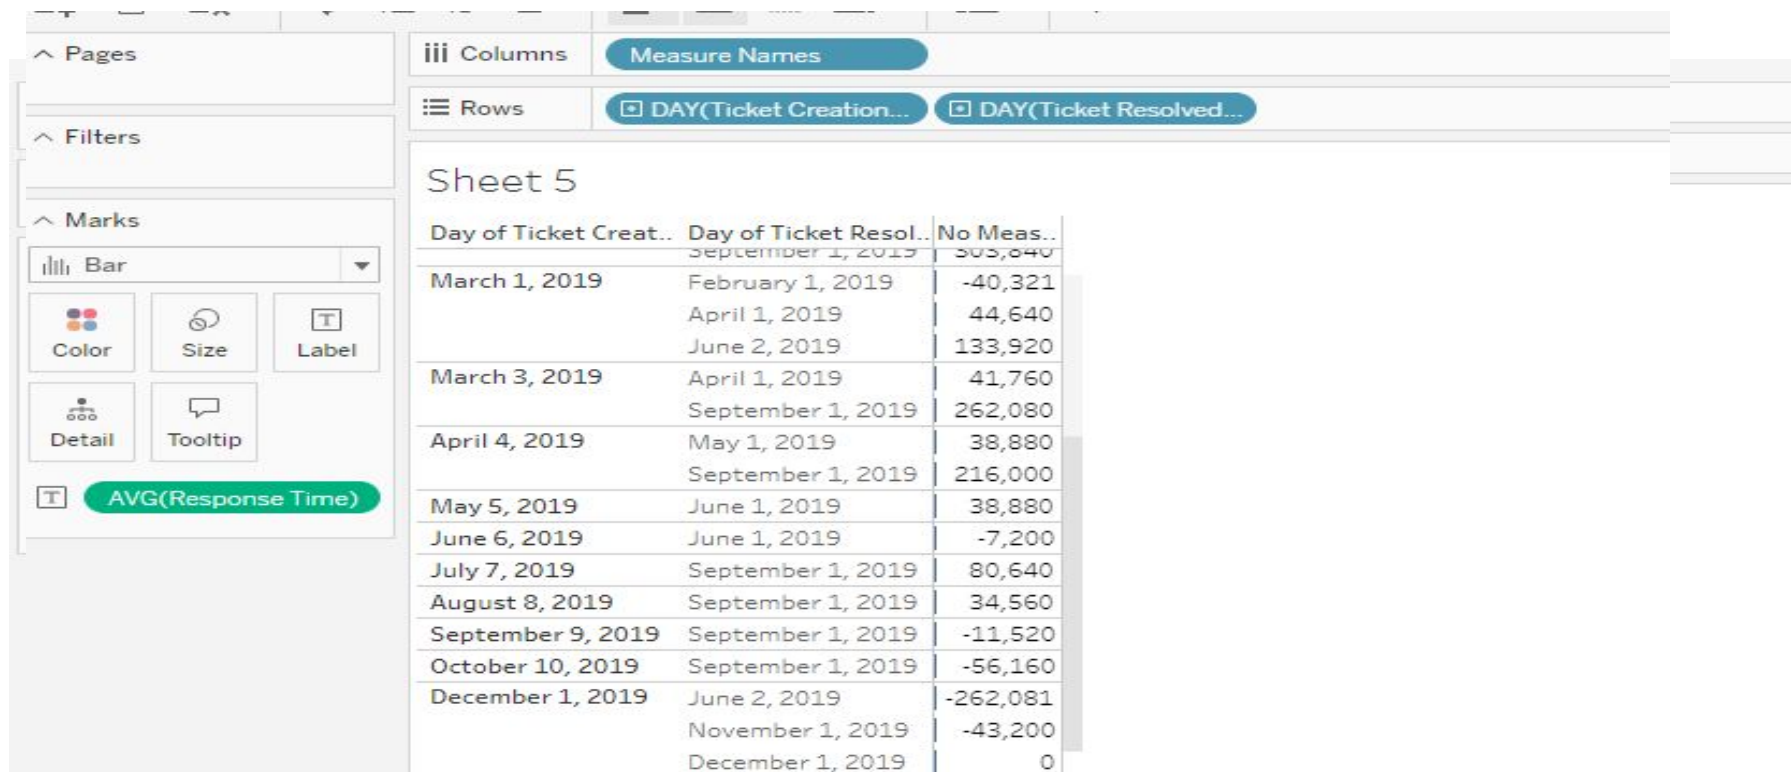 Pages
Columns
Measure Names
Rows
DAY(Ticket Creation...
DAY(Ticket Resolved...
Filters
Marks
Bar
Color
Size
Label
Detail
Tooltip
AVG(Response Time)
Sheet 5
Day of Ticket Creat.. Day of Ticket Resol.. No Meas..
September 1, 2019 303,840
March 1, 2019 February 1, 2019 -40,321
April 1, 2019 44,640
June 2, 2019 133,920
March 3, 2019 April 1, 2019 41,760
September 1, 2019 262,080
April 4, 2019 May 1, 2019 38,880
September 1, 2019 216,000
May 5, 2019 June 1, 2019 38,880
June 6, 2019 June 1, 2019 -7,200
July 7, 2019 September 1, 2019 80,640
August 8, 2019 September 1, 2019 34,560
September 9, 2019 September 1, 2019 -11,520
October 10, 2019 September 1, 2019 -56,160
December 1, 2019 June 2, 2019 -262,081
November 1, 2019 -43,200
December 1, 2019 0